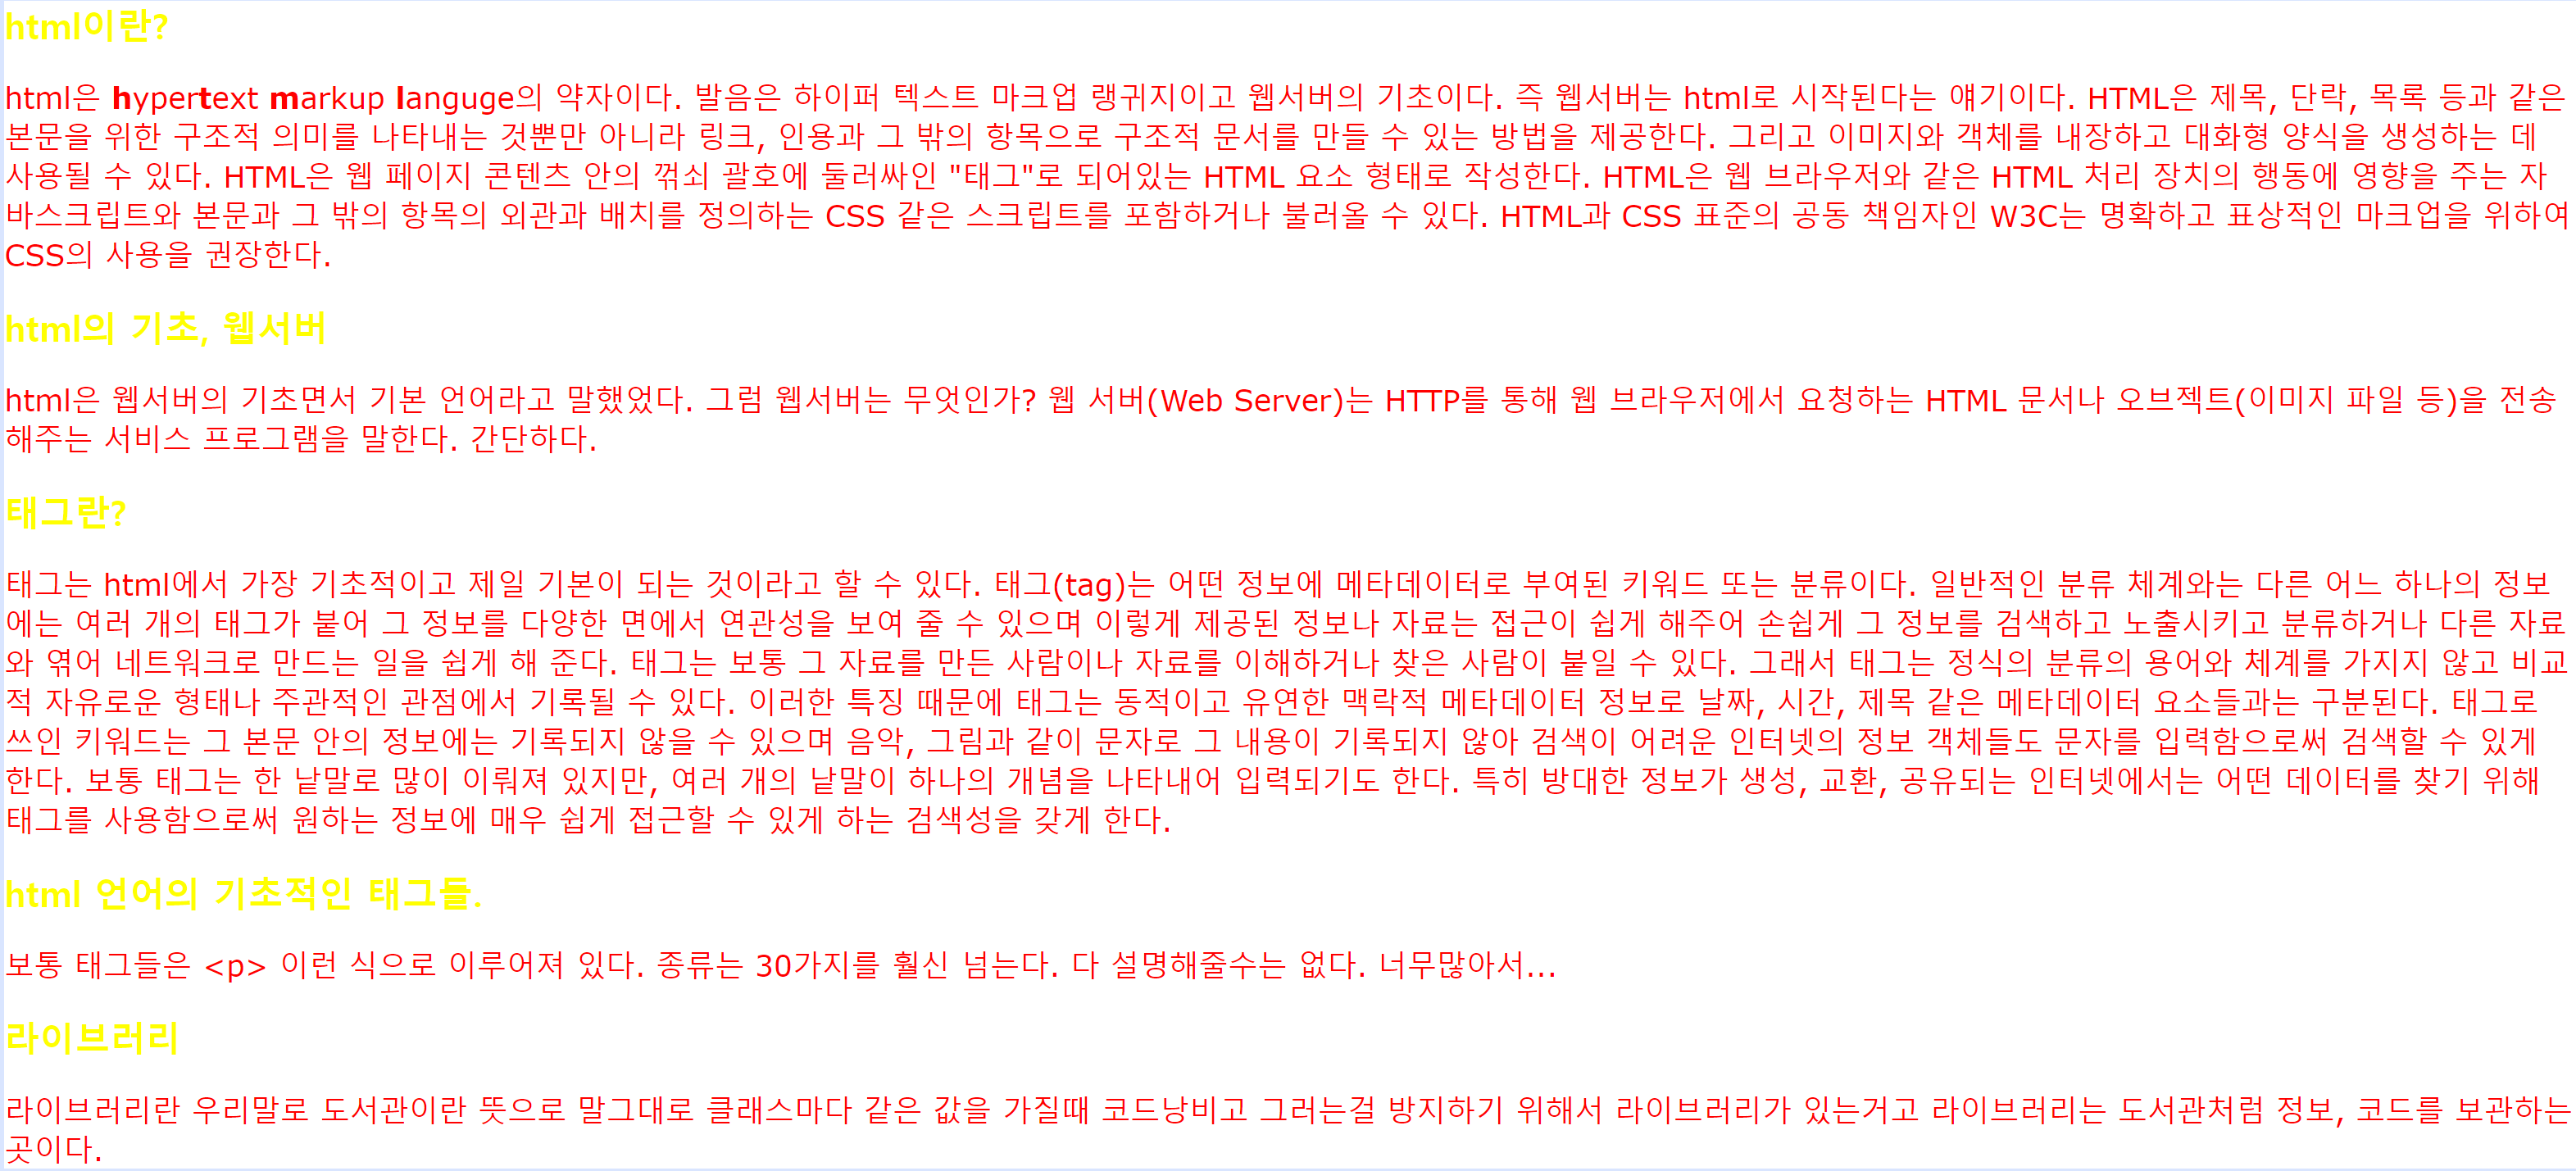 html이란?
html은 hypertext markup languge의 약자이다. 발음은 하이퍼 텍스트 마크업 랭귀지이고 웹서버의 기초이다. 즉 웹서버는 html로 시작된다는 얘기이다. HTML은 제목, 단락, 목록 등과 같은
본문을 위한 구조적 의미를 나타내는 것뿐만 아니라 링크, 인용과 그 밖의 항목으로 구조적 문서를 만들 수 있는 방법을 제공한다. 그리고 이미지와 객체를 내장하고 대화형 양식을 생성하는 데
사용될 수 있다. HTML은 웹 페이지 콘텐츠 안의 꺾쇠 괄호에 둘러싸인 "태그"로 되어있는 HTML 요소 형태로 작성한다. HTML은 웹 브라우저와 같은 HTML 처리 장치의 행동에 영향을 주는 자
바스크립트와 본문과 그 밖의 항목의 외관과 배치를 정의하는 CSS 같은 스크립트를 포함하거나 불러올 수 있다. HTML과 CSS 표준의 공동 책임자인 W3C는 명확하고 표상적인 마크업을 위하여
CSS의 사용을 권장한다.
html의 기초, 웹서버
html은 웹서버의 기초면서 기본 언어라고 말했었다. 그럼 웹서버는 무엇인가? 웹 서버(Web Server)는 HTTP를 통해 웹 브라우저에서 요청하는 HTML 문서나 오브젝트(이미지 파일 등)을 전송
해주는 서비스 프로그램을 말한다. 간단하다.
태그란?
태그는 html에서 가장 기초적이고 제일 기본이 되는 것이라고 할 수 있다. 태그(tag)는 어떤 정보에 메타데이터로 부여된 키워드 또는 분류이다. 일반적인 분류 체계와는 다른 어느 하나의 정보
에는 여러 개의 태그가 붙어 그 정보를 다양한 면에서 연관성을 보여 줄 수 있으며 이렇게 제공된 정보나 자료는 접근이 쉽게 해주어 손쉽게 그 정보를 검색하고 노출시키고 분류하거나 다른 자료
와 엮어 네트워크로 만드는 일을 쉽게 해 준다. 태그는 보통 그 자료를 만든 사람이나 자료를 이해하거나 찾은 사람이 붙일 수 있다. 그래서 태그는 정식의 분류의 용어와 체계를 가지지 않고 비교
적 자유로운 형태나 주관적인 관점에서 기록될 수 있다. 이러한 특징 때문에 태그는 동적이고 유연한 맥락적 메타데이터 정보로 날짜, 시간, 제목 같은 메타데이터 요소들과는 구분된다. 태그로
쓰인 키워드는 그 본문 안의 정보에는 기록되지 않을 수 있으며 음악, 그림과 같이 문자로 그 내용이 기록되지 않아 검색이 어려운 인터넷의 정보 객체들도 문자를 입력함으로써 검색할 수 있게
한다. 보통 태그는 한 낱말로 많이 이뤄져 있지만, 여러 개의 낱말이 하나의 개념을 나타내어 입력되기도 한다. 특히 방대한 정보가 생성, 교환, 공유되는 인터넷에서는 어떤 데이터를 찾기 위해
태그를 사용함으로써 원하는 정보에 매우 쉽게 접근할 수 있게 하는 검색성을 갖게 한다.
html 언어의 기초적인 태그들.
보통 태그들은 <p> 이런 식으로 이루어져 있다. 종류는 30가지를 훨신 넘는다. 다 설명해줄수는 없다. 너무많아서...
라이브러리
라이브러리란 우리말로 도서관이란 뜻으로 말그대로 클래스마다 같은 값을 가질때 코드낭비고 그러는걸 방지하기 위해서 라이브러리가 있는거고 라이브러리는 도서관처럼 정보, 코드를 보관하는
곳이다.